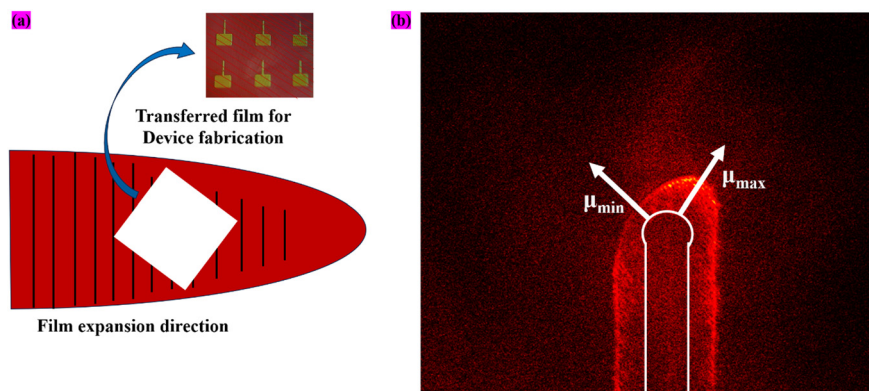 (a)
Transferred film for
Device fabrication
Film expansion direction
(b)
μmin
μmax